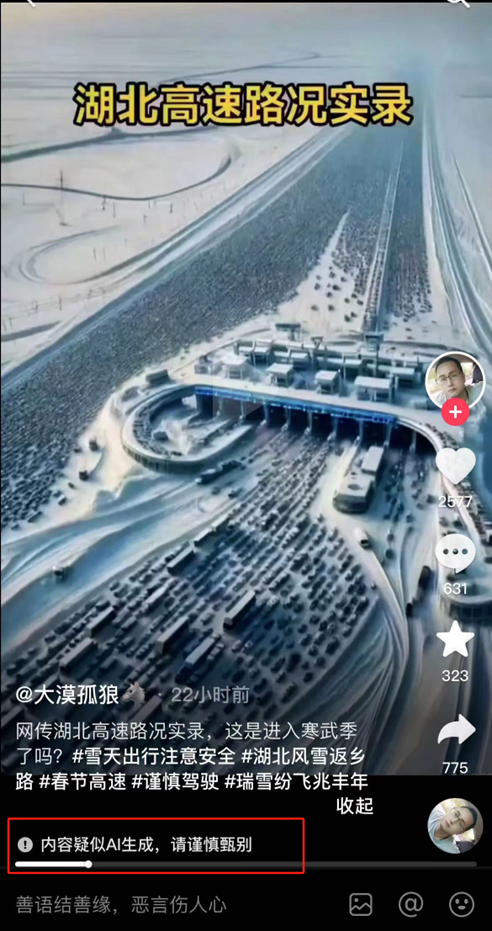 湖北高速路况实录
2577
631
323
775
@大漠孤狼🐺 · 22小时前
网传湖北高速路况实录，这是进入寒武季
了吗？#雪天出行注意安全 #湖北风雪返乡
路 #春节高速 #谨慎驾驶 #瑞雪纷飞兆丰年
收起
内容疑似AI生成，请谨慎甄别
善语结善缘，恶言伤人心